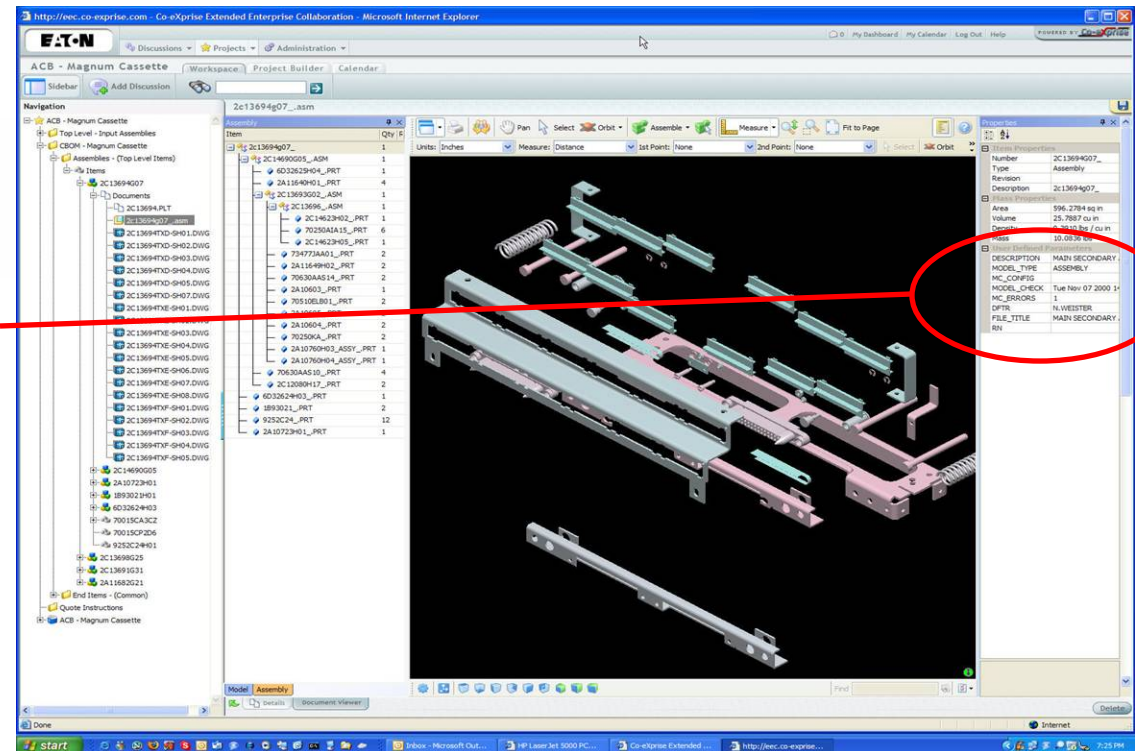 http://eec.co-exprise.com - Co-eXprise Extended Enterprise Collaboration - Microsoft Internet Explorer
EATON
Discussions
Projects
Administration
0 My Dashboard My Calendar Log Out Help
POWERED BY Co-eXprise
ACB - Magnum Cassette
Workspace
Project Builder
Calendar
Sidebar
Add Discussion
Navigation
ACB - Magnum Cassette
Top Level - Input Assemblies
CBOM - Magnum Cassette
Assemblies - (Top Level Items)
Items
2C13694G07
Documents
2C13694.PLT
2c13694g07_.asm
2C13694TXD-SH01.DWG
2C13694TXD-SH02.DWG
2C13694TXD-SH03.DWG
2C13694TXD-SH04.DWG
2C13694TXD-SH07.DWG
2C13694TXE-SH03.DWG
2C13694TXE-SH04.DWG
2C13694TXE-SH05.DWG
2C13694TXE-SH06.DWG
2C13694TXE-SH07.DWG
2C13694TXE-SH08.DWG
2C13694TXF-SH01.DWG
2C13694TXF-SH02.DWG
2C13694TXF-SH03.DWG
2C13694TXF-SH04.DWG
2C13694TXF-SH05.DWG
2C14690G05
2A10723H01
1B93021H01
6D32624H03
70015CA3CZ
70015CP2D6
9252C24H01
2C13698G25
2C13691G31
2A11682G21
End Items - (Common)
Quote Instructions
ACB - Magnum Cassette
2c13694g07_.asm
Assembly
Item Qty
2c13694g07_ 1
2C14690G05_.ASM 1
6D32625H04_.PRT 1
2A11640H01_.PRT 4
2C13693G02_.ASM 1
2C13696_.ASM 1
2C14623H02_.PRT 1
70250AIA15_.PRT 6
2C14623H05_.PRT 1
73477JAA01_.PRT 2
2A11649H02_.PRT 2
70630AAS14_.PRT 2
2A10603_.PRT 1
70510ELB01_.PRT 2
2A10604_.PRT 2
70250KA_.PRT 2
2A10760H03_ASSY_.PRT 1
2A10760H04_ASSY_.PRT 1
70630AAS10_.PRT 4
2C12080H17_.PRT 2
6D32624H03_.PRT 1
1B93021_.PRT 2
9252C24_.PRT 12
2A10723H01_.PRT 1
Model
Assembly
Details
Document Viewer
Pan
Select
Orbit
Assemble
Measure
Fit to Page
Units: Inches
Measure: Distance
1st Point: None
2nd Point: None
Select
Orbit
Find
Properties
Item Properties
Number 2C13694G07_
Type Assembly
Revision
Description 2c13694g07_
Mass Properties
Area 596.2784 sq in
Volume 25.7887 cu in
Density 0.3910 lbs / cu in
Mass 10.0836 lbs
User Defined Parameters
DESCRIPTION MAIN SECONDARY
MODEL_TYPE ASSEMBLY
MC_CONFIG
MODEL_CHECK Tue Nov 07 2000 14
MC_ERRORS 1
DFTR N.WEISTER
FILE_TITLE MAIN SECONDARY
RN
Delete
Done
Internet
start
Inbox - Microsoft Out...
HP LaserJet 5000 PC...
Co-eXprise Extended ...
http://eec.co-exprise...
7:25 PM